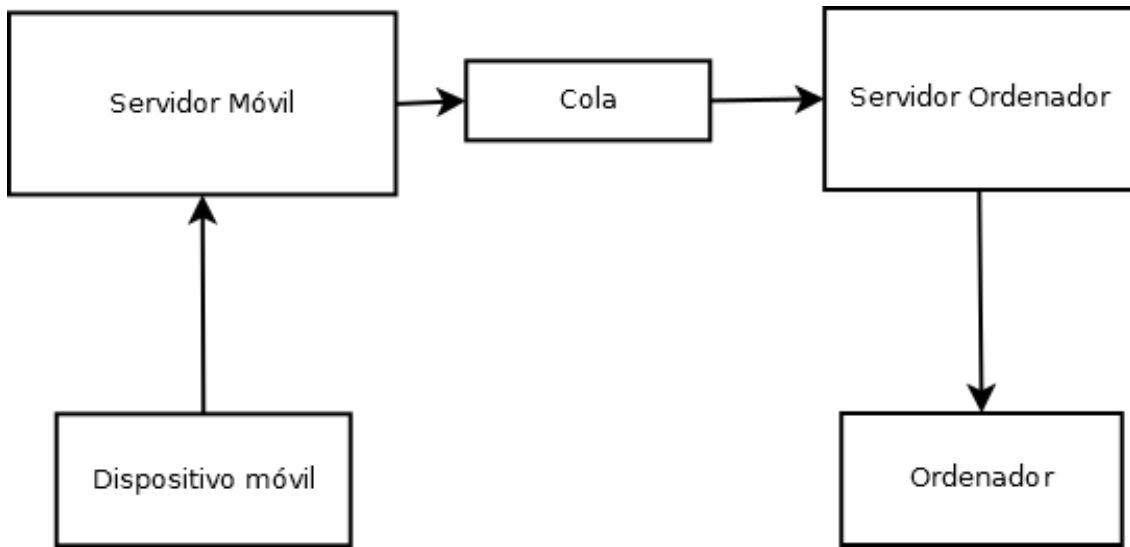 Servidor Móvil
Cola
Servidor Ordenador
Dispositivo móvil
Ordenador